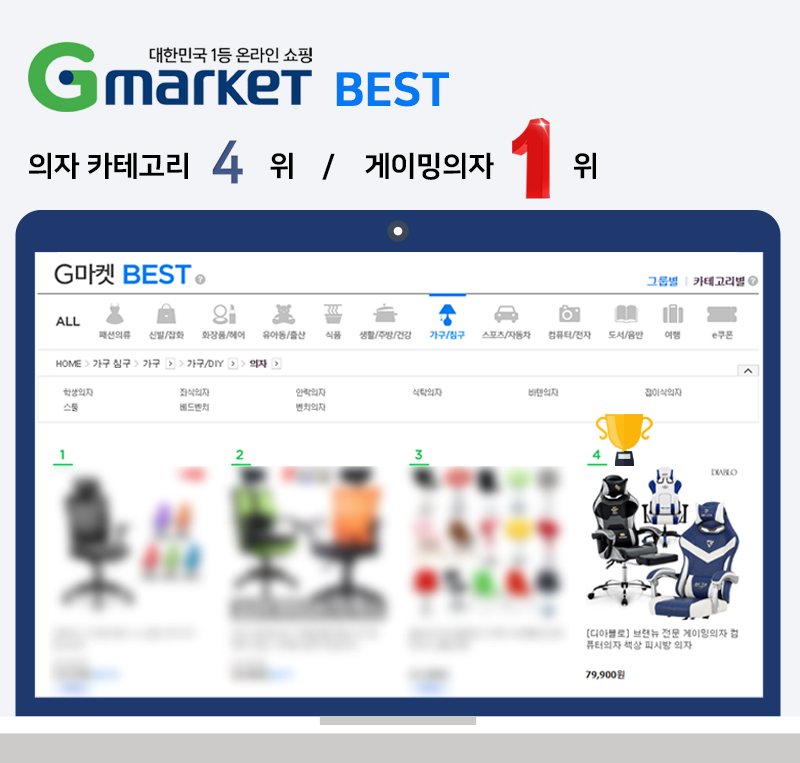 대한민국 1등 온라인 쇼핑
Gmarket BEST
의자 카테고리 4 위 / 게이밍의자 1 위
G마켓 BEST ?
그룹별 | 카테고리별 ?
ALL 패션의류 신발/잡화 화장품/헤어 유아동/출산 식품 생활/주방/건강 가구/침구 스포츠/자동차 컴퓨터/전자 도서/음반 여행 e쿠폰
HOME > 가구 침구 > 가구 > 가구/DIY > 의자
학생의자 좌식의자 안락의자 식탁의자 바텐의자 접이식의자
스툴 베드벤치 벤치의자
1 2 3 4
DIABLO
[디아블로] 브랜뉴 전문 게이밍의자 컴
퓨터의자 책상 피시방 의자
79,900원